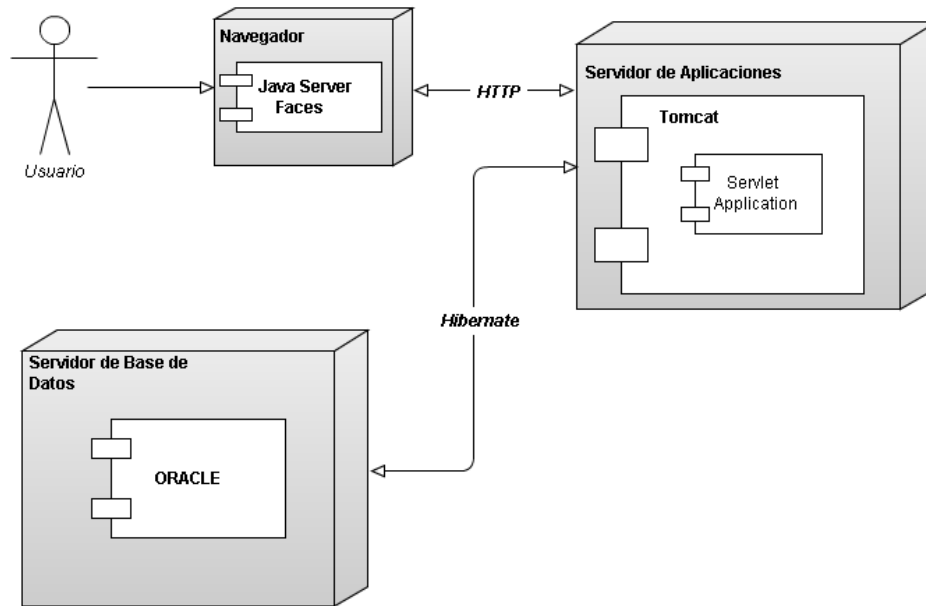 Navegador
Java Server
Faces
Usuario
HTTP
Servidor de Aplicaciones
Tomcat
Servlet
Application
Hibernate
Servidor de Base de
Datos
ORACLE